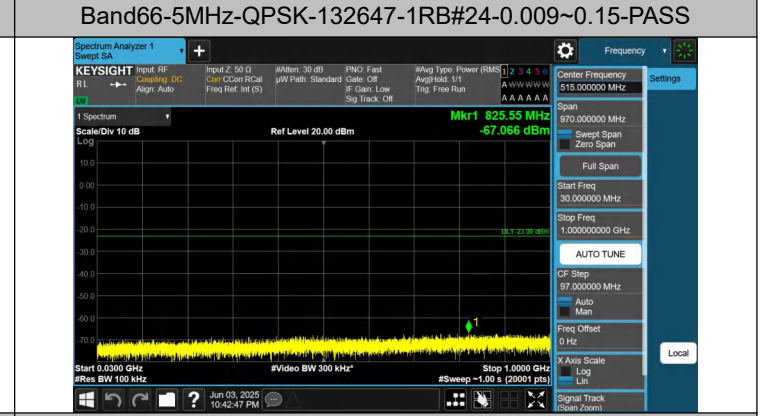 Band66-5MHz-QPSK-132647-1RB#24-0.009~0.15-PASS
Spectrum Analyzer 1
Swept SA
+
Frequency
KEYSIGHT
RL
Input: RF
Coupling: DC
Align: Auto
Input Z: 50 Ω
Corr CCorr RCal
Freq Ref: Int (S)
#Atten: 30 dB
µW Path: Standard
PNO: Fast
Gate: Off
IF Gain: Low
Sig Track: Off
#Avg Type: Power (RMS
Avg|Hold: 1/1
Trig: Free Run
1 2 3 4 5 6
A W W W W W
A A A A A A
1 Spectrum
Scale/Div 10 dB
Log
Ref Level 20.00 dBm
Mkr1 825.55 MHz
-67.066 dBm
10.0
0.00
-10.0
-20.0
-30.0
-40.0
-50.0
-60.0
-70.0
DL1 -23.00 dBm
1
Start 0.0300 GHz
#Res BW 100 kHz
#Video BW 300 kHz*
Stop 1.0000 GHz
#Sweep ~1.00 s (20001 pts)
Center Frequency
515.000000 MHz
Span
970.000000 MHz
Swept Span
Zero Span
Full Span
Start Freq
30.000000 MHz
Stop Freq
1.000000000 GHz
AUTO TUNE
CF Step
97.000000 MHz
Auto
Man
Freq Offset
0 Hz
X Axis Scale
Log
Lin
Signal Track
(Span Zoom)
Settings
Local
?
Jun 03, 2025
10:42:47 PM